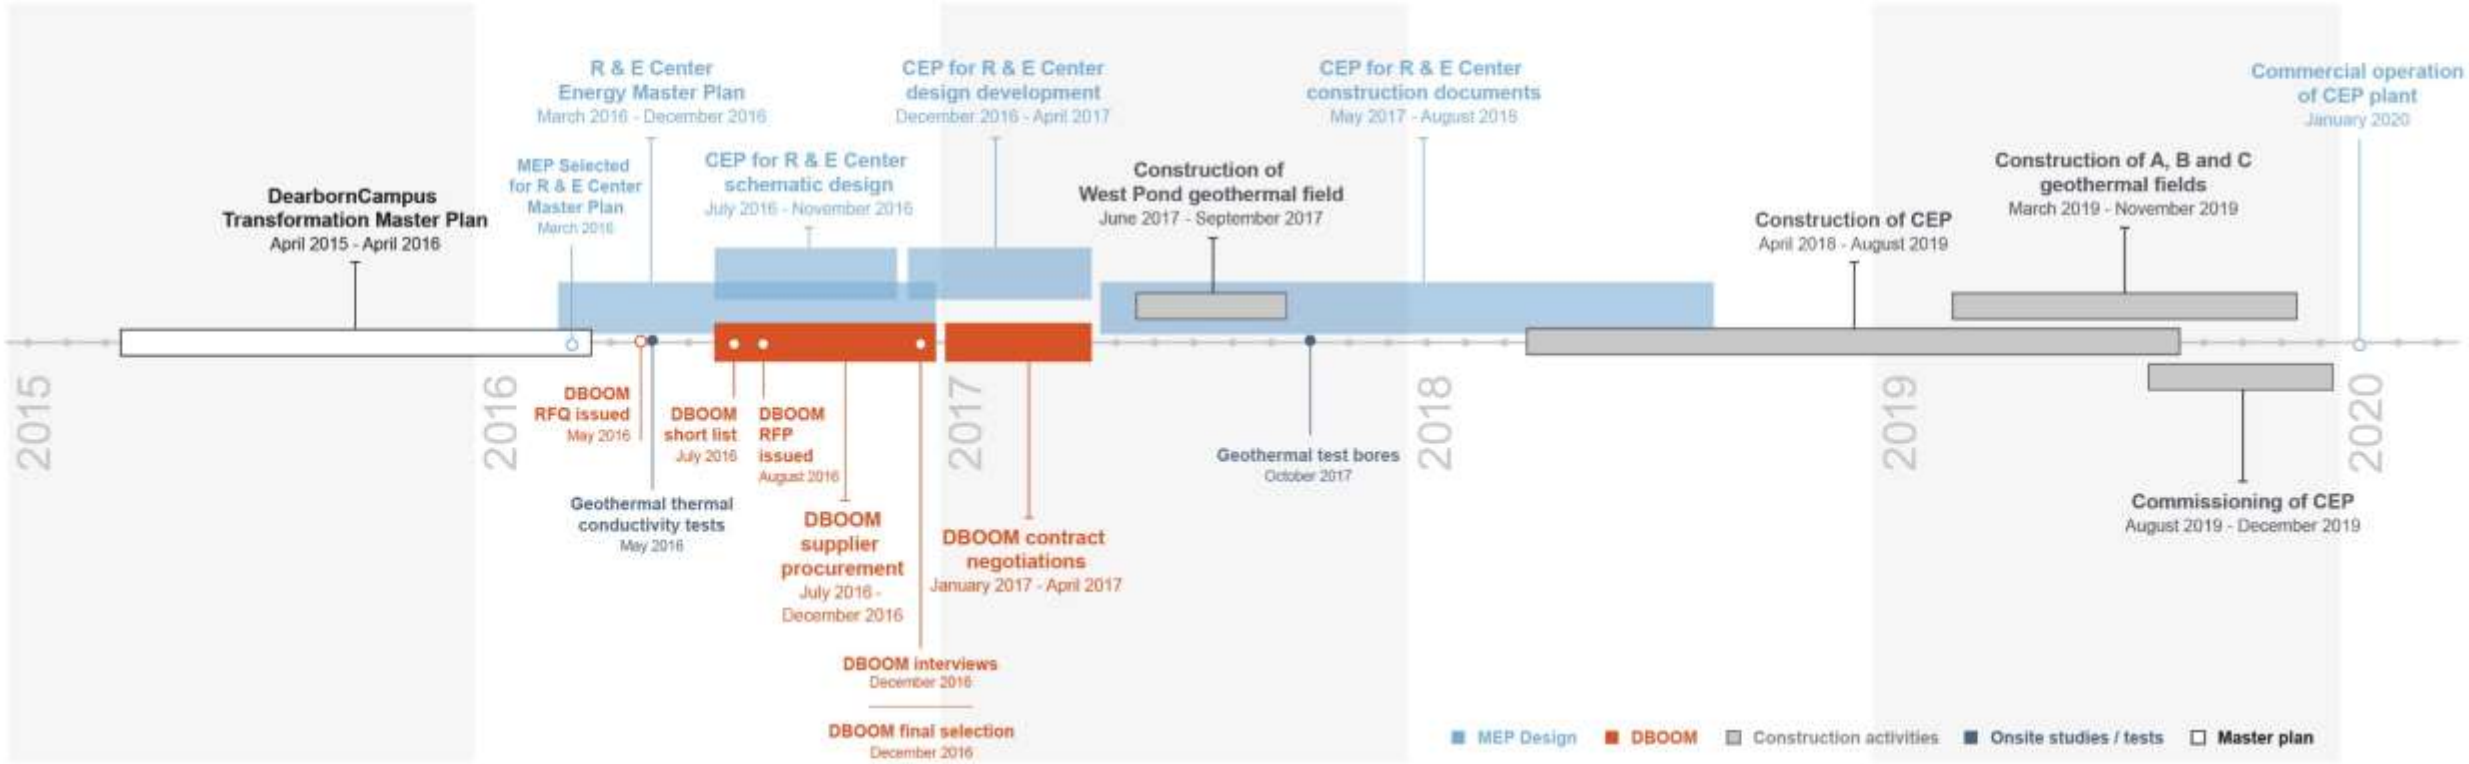 R & E Center
Energy Master Plan
March 2016 - December 2016
CEP for R & E Center
design development
December 2016 - April 2017
CEP for R & E Center
construction documents
May 2017 - August 2018
Commercial operation
of CEP plant
January 2020
MEP Selected
for R & E Center
Master Plan
March 2016
CEP for R & E Center
schematic design
July 2016 - November 2016
Construction of
West Pond geothermal field
June 2017 - September 2017
Construction of A, B and C
geothermal fields
March 2019 - November 2019
DearbornCampus
Transformation Master Plan
April 2015 - April 2016
Construction of CEP
April 2018 - August 2019
2015
2016
2017
2018
2019
2020
DBOOM
RFQ issued
May 2016
DBOOM
short list
July 2016
DBOOM
RFP
issued
August 2016
Geothermal test bores
October 2017
Geothermal thermal
conductivity tests
May 2016
DBOOM
supplier
procurement
July 2016 -
December 2016
DBOOM contract
negotiations
January 2017 - April 2017
Commissioning of CEP
August 2019 - December 2019
DBOOM interviews
December 2016
DBOOM final selection
December 2016
MEP Design
DBOOM
Construction activities
Onsite studies / tests
Master plan